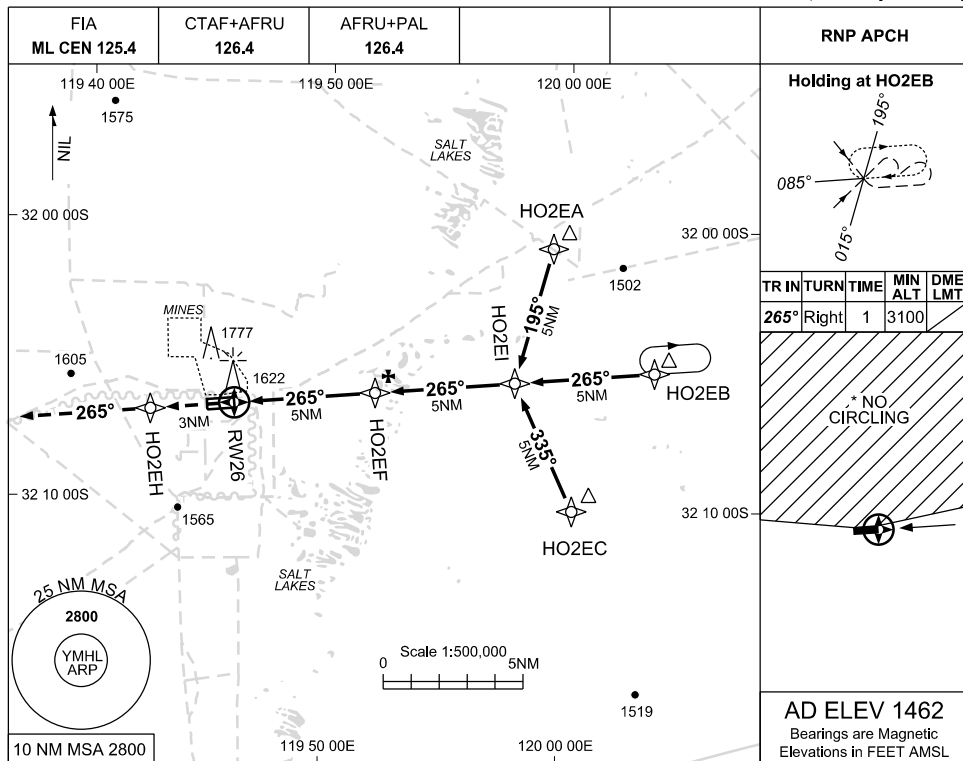 FIA
ML CEN 125.4
CTAF+AFRU
126.4
AFRU+PAL
126.4
RNP APCH
119 40 00E
119 50 00E
120 00 00E
1575
NIL
SALT
LAKES
Holding at HO2EB
195°
085°
015°
32 00 00S
32 00 00S
HO2EA
1502
TR IN
TURN
TIME
MIN
ALT
DME
LMT
265°
Right
1
3100
195°
5NM
HO2EI
MINES
1777
1605
1622
265°
3NM
265°
5NM
265°
5NM
265°
5NM
HO2EB
HO2EH
RW26
HO2EF
335°
5NM
* NO
CIRCLING
32 10 00S
32 10 00S
1565
HO2EC
SALT
LAKES
25 NM MSA
2800
YMHL
ARP
Scale 1:500,000
0
5NM
1519
10 NM MSA 2800
119 50 00E
120 00 00E
AD ELEV 1462
Bearings are Magnetic
Elevations in FEET AMSL